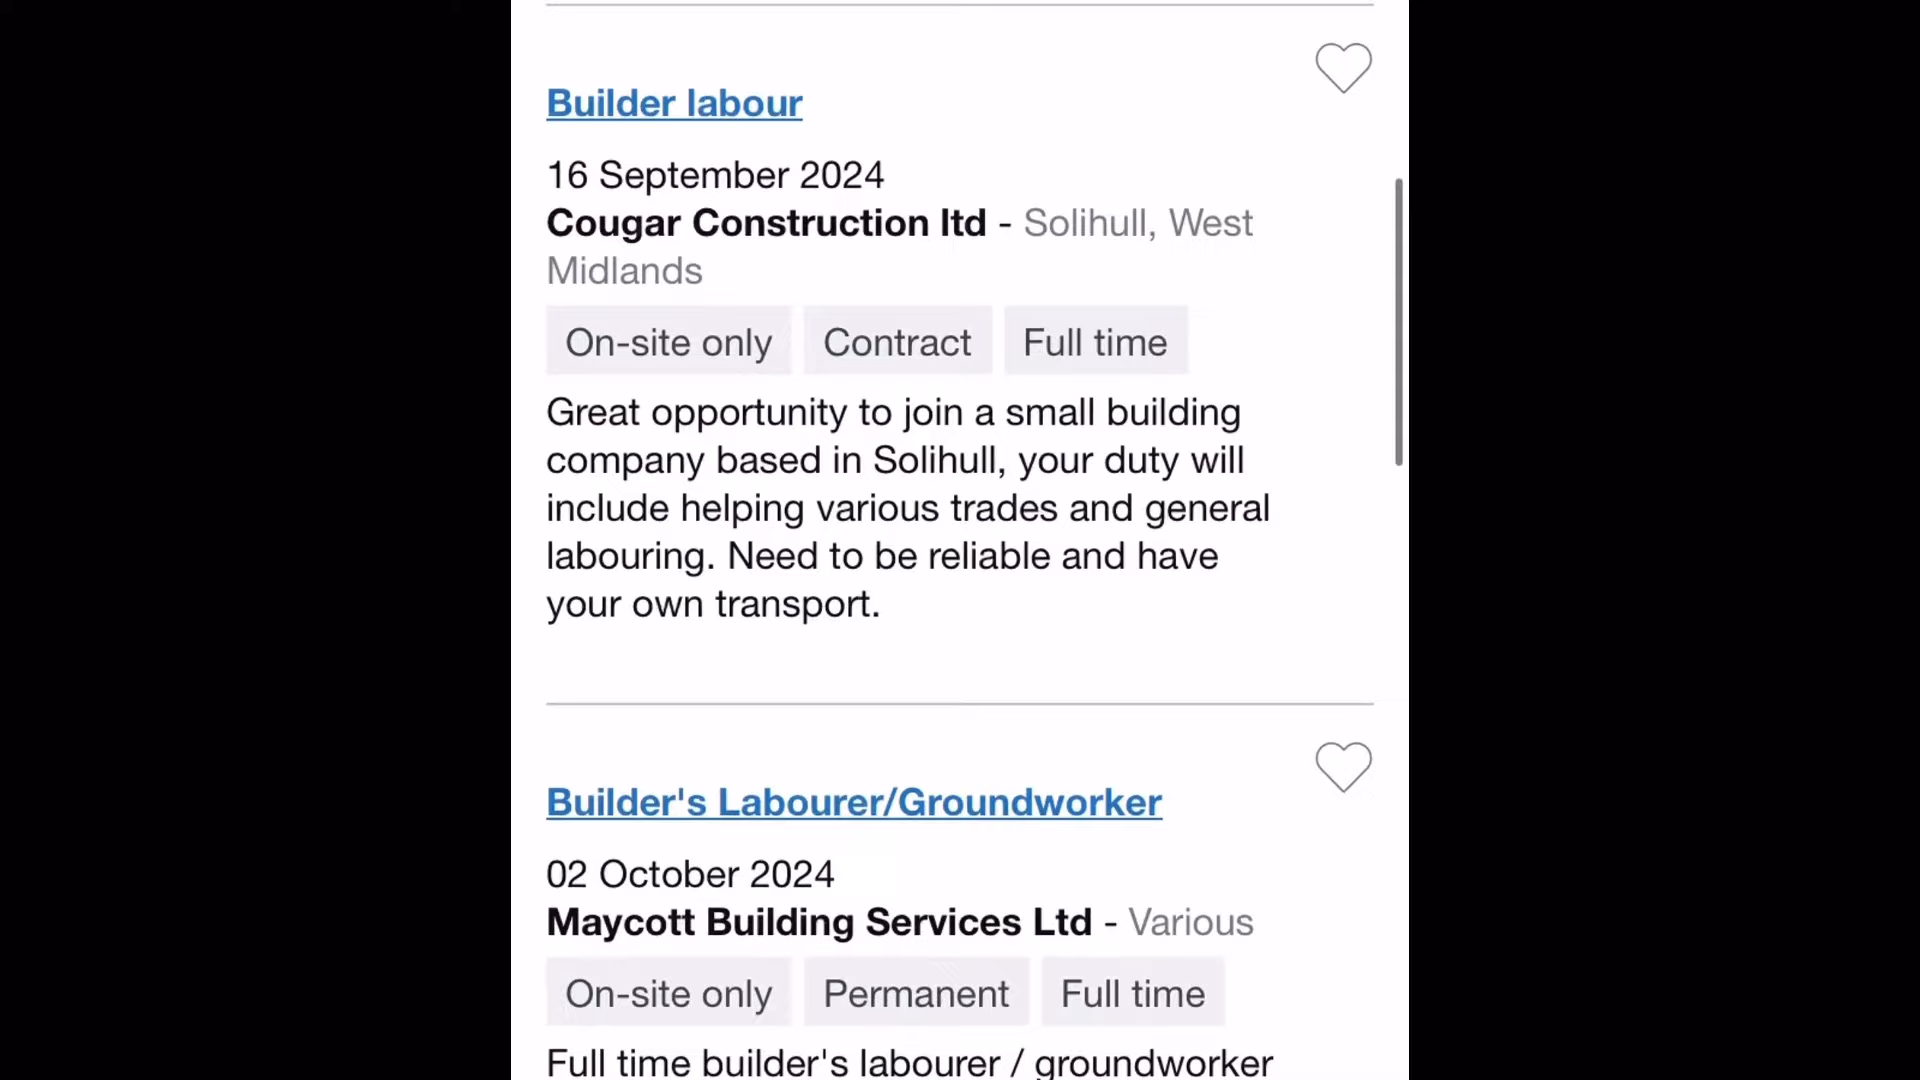 Builder labour
16 September 2024
Cougar Construction ltd - Solihull, West
Midlands
On-site only Contract Full time
Great opportunity to join a small building
company based in Solihull, your duty will
include helping various trades and general
labouring. Need to be reliable and have
your own transport.
Builder's Labourer/Groundworker
02 October 2024
Maycott Building Services Ltd - Various
On-site only Permanent Full time
Full time builder's labourer / groundworker